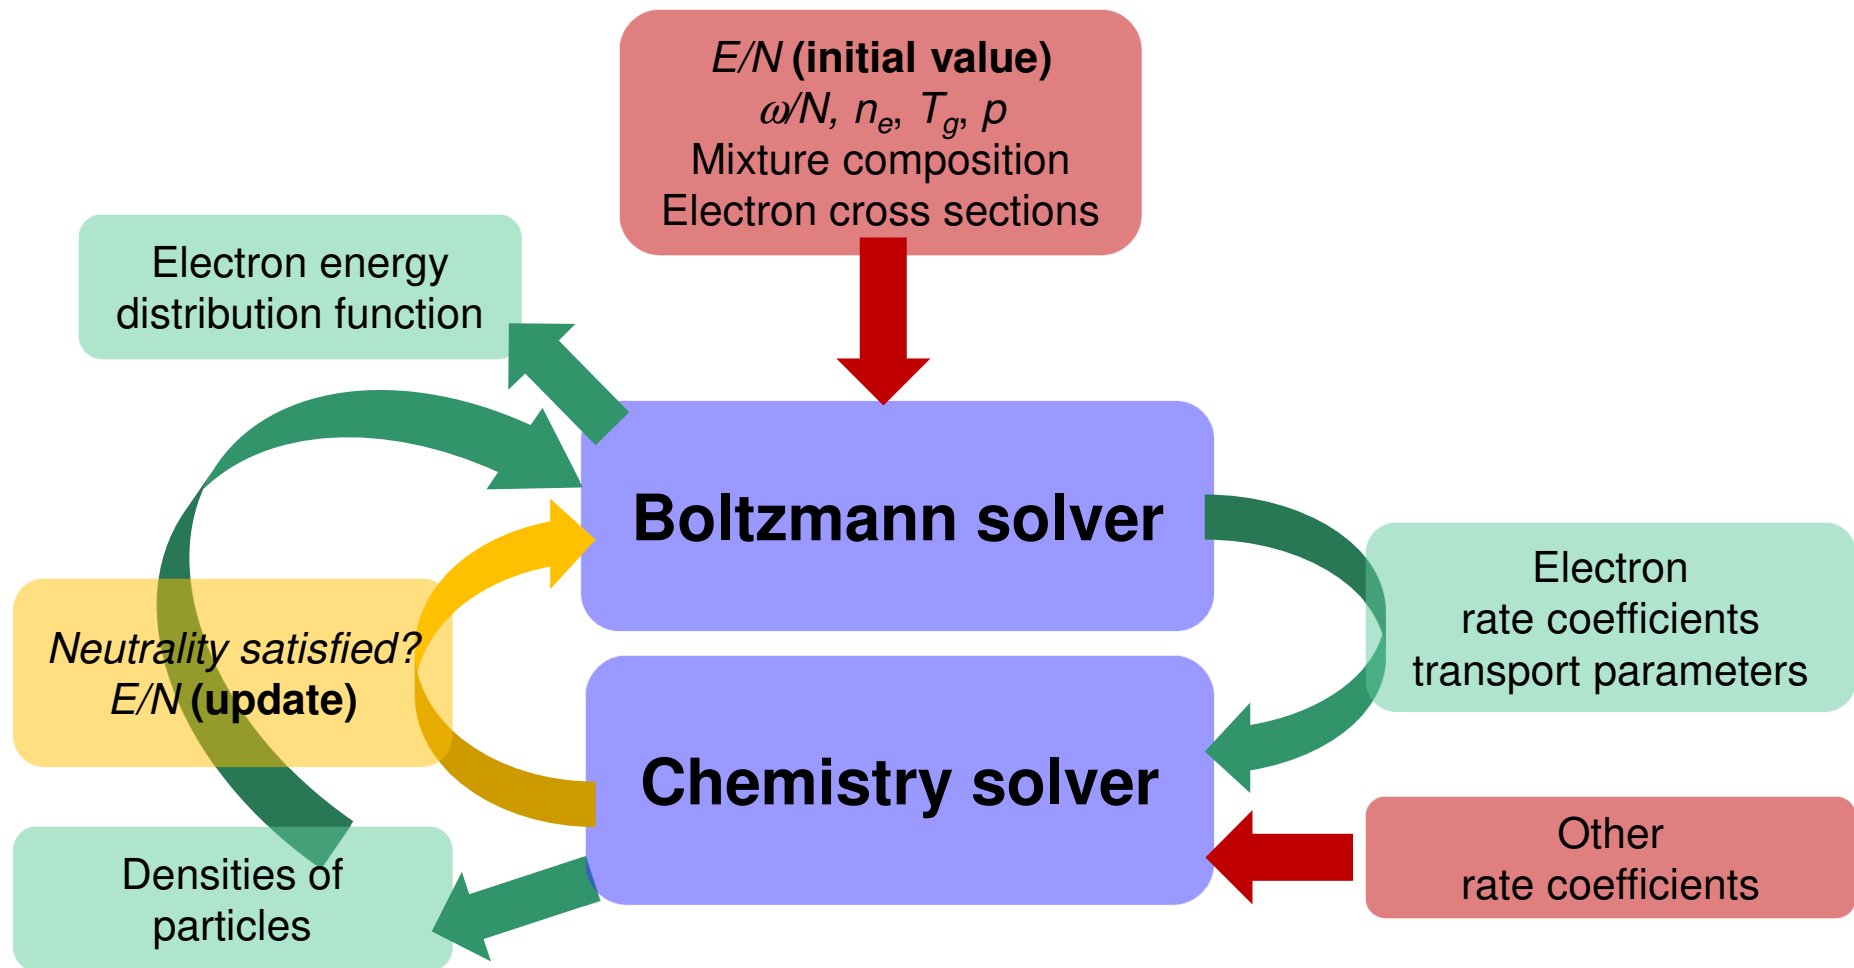 E/N (initial value)
ω/N, nₑ, T_g, p
Mixture composition
Electron cross sections
Electron energy
distribution function
Boltzmann solver
Electron
rate coefficients
transport parameters
Neutrality satisfied?
E/N (update)
Chemistry solver
Other
rate coefficients
Densities of
particles